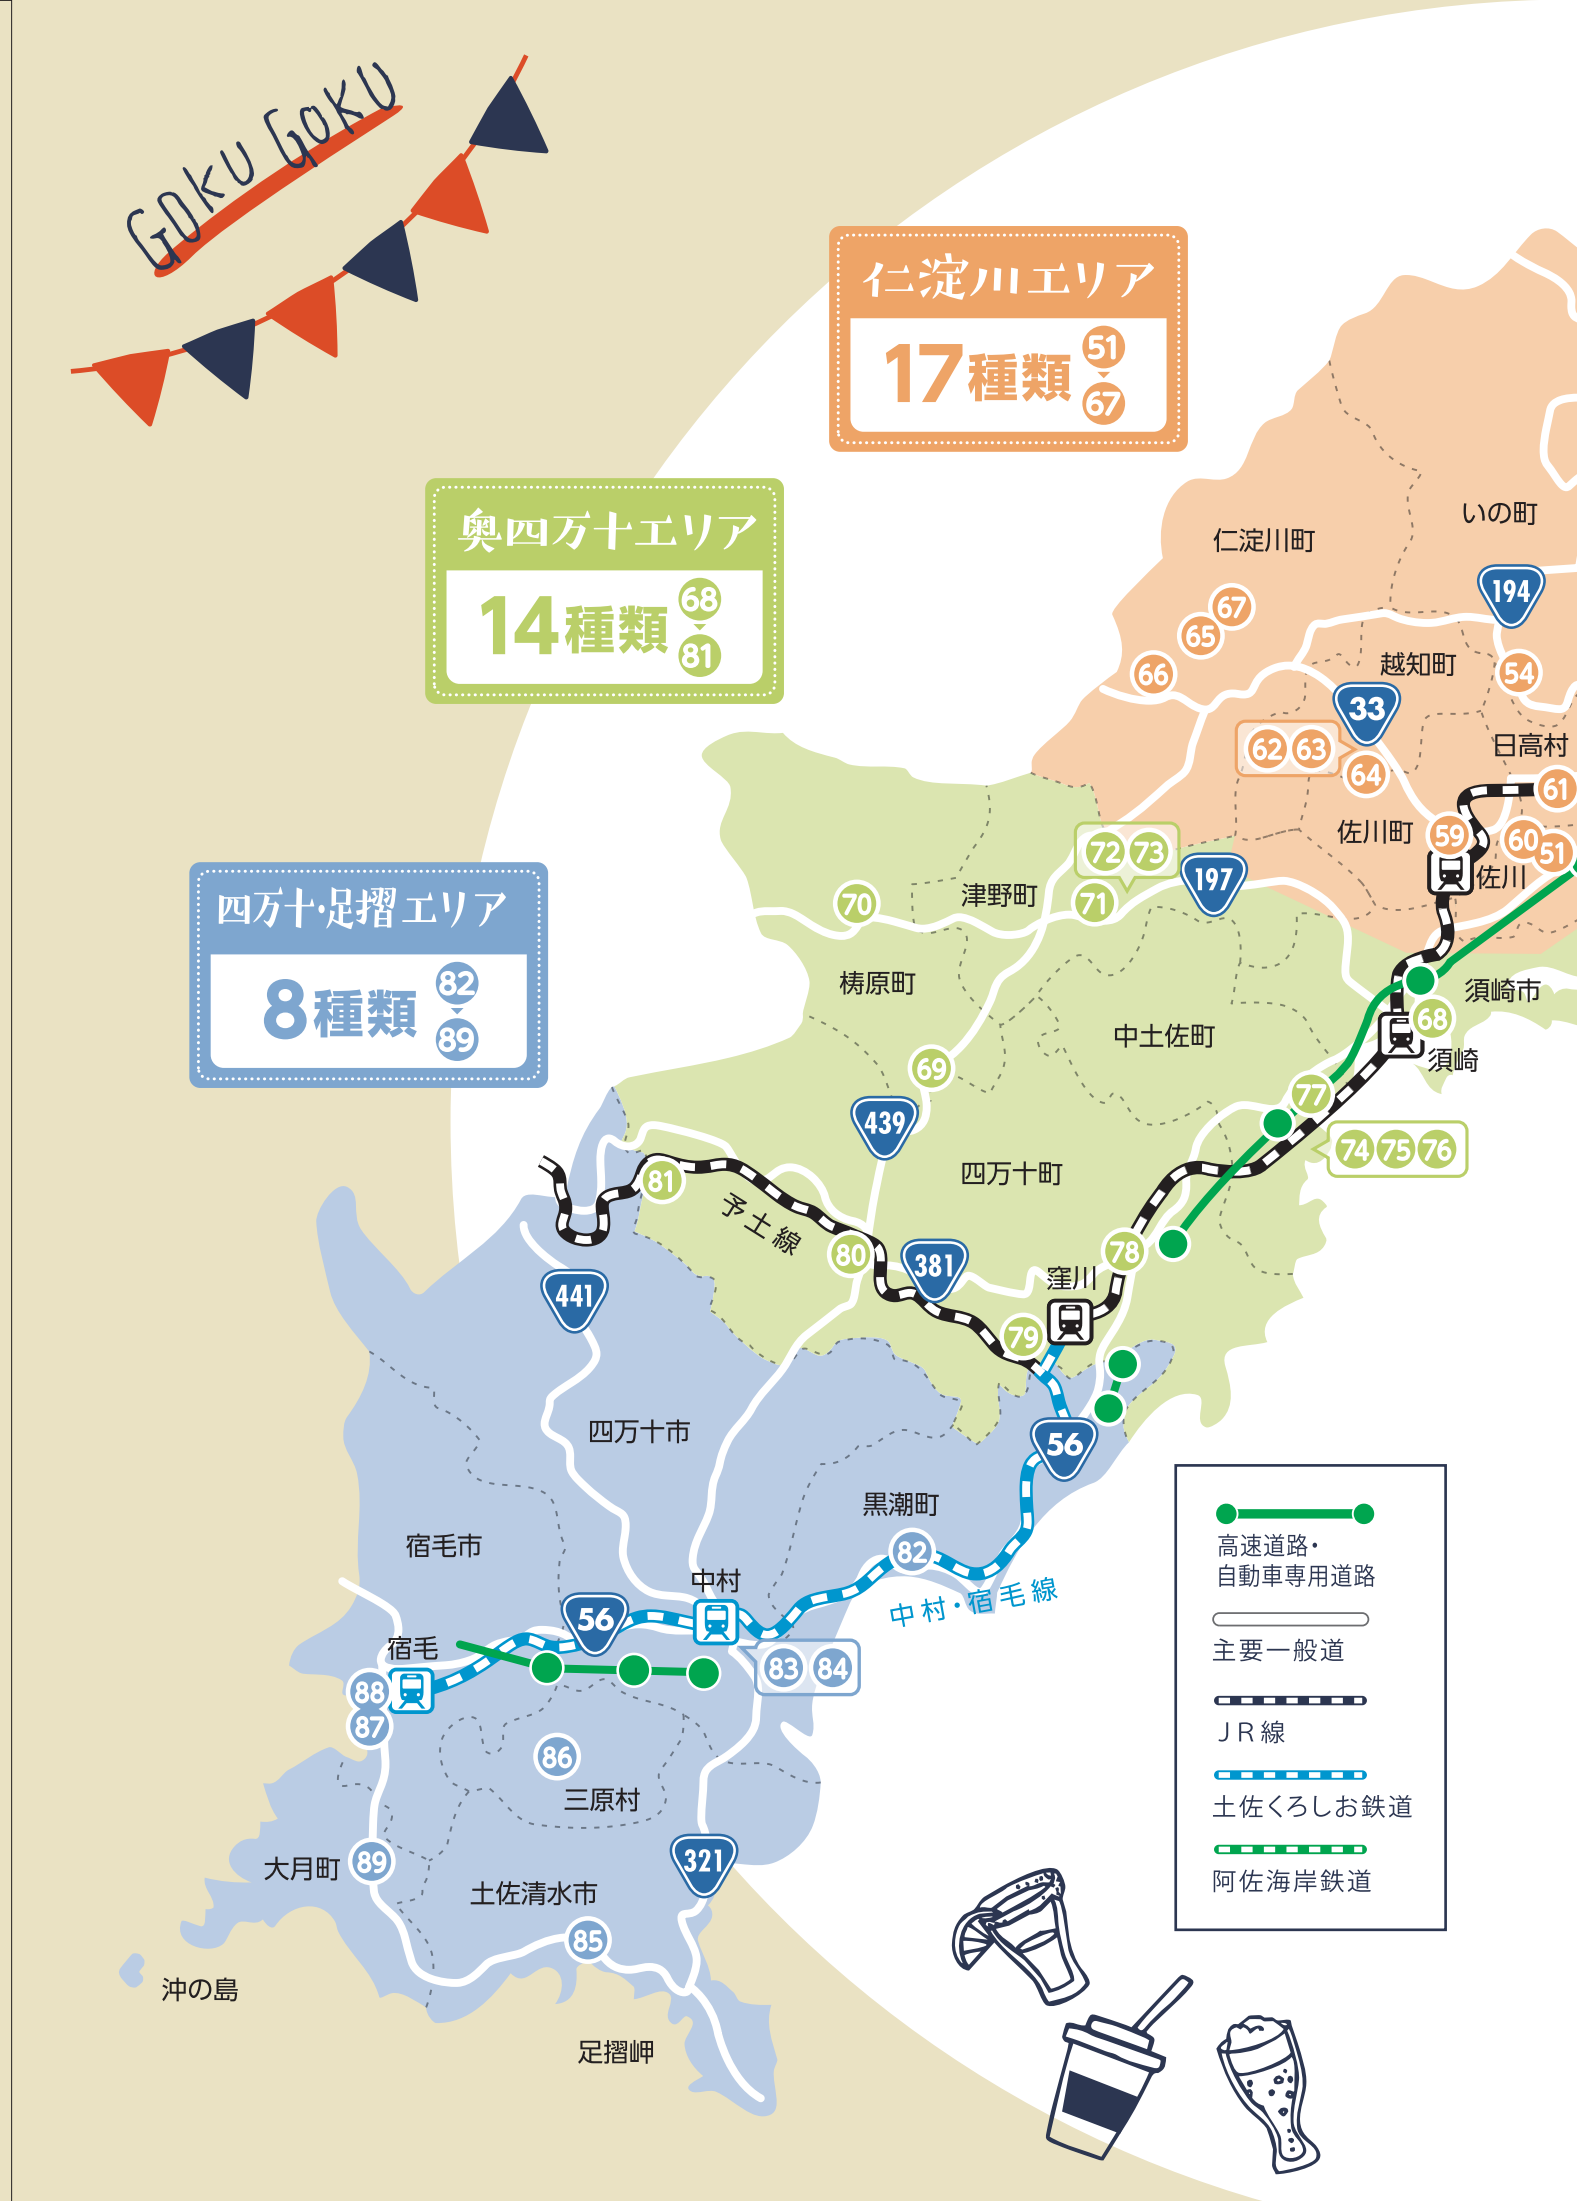 GOKU GOKU
仁淀川エリア
17種類
51
67
奥四万十エリア
14種類
68
81
四万十・足摺エリア
8種類
82
89
いの町
仁淀川町
194
67
65
越知町
54
66
33
62 63
日高村
64
61
佐川町
59
60
51
佐川
72 73
197
津野町
70
71
梼原町
須崎市
68
中土佐町
須崎
69
77
439
74 75 76
四万十町
81
予土線
80
78
381
窪川
441
79
四万十市
56
黒潮町
宿毛市
82
中村
中村・宿毛線
56
宿毛
83 84
88
87
86
三原村
321
大月町
89
土佐清水市
85
沖の島
足摺岬
高速道路・
自動車専用道路
主要一般道
JR線
土佐くろしお鉄道
阿佐海岸鉄道